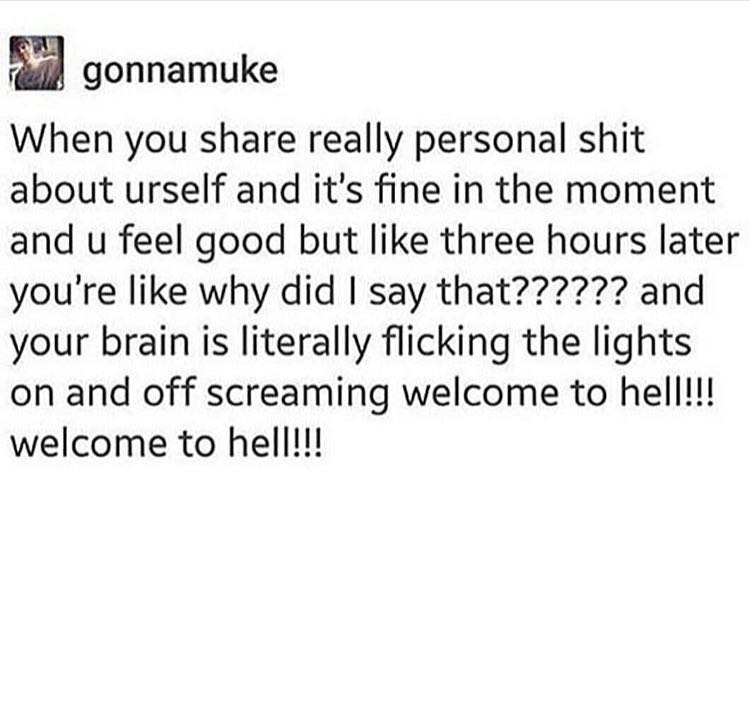 gonnamuke
When you share really personal shit
about urself and it's fine in the moment
and u feel good but like three hours later
you're like why did I say that?????? and
your brain is literally flicking the lights
on and off screaming welcome to hell!!!
welcome to hell!!!